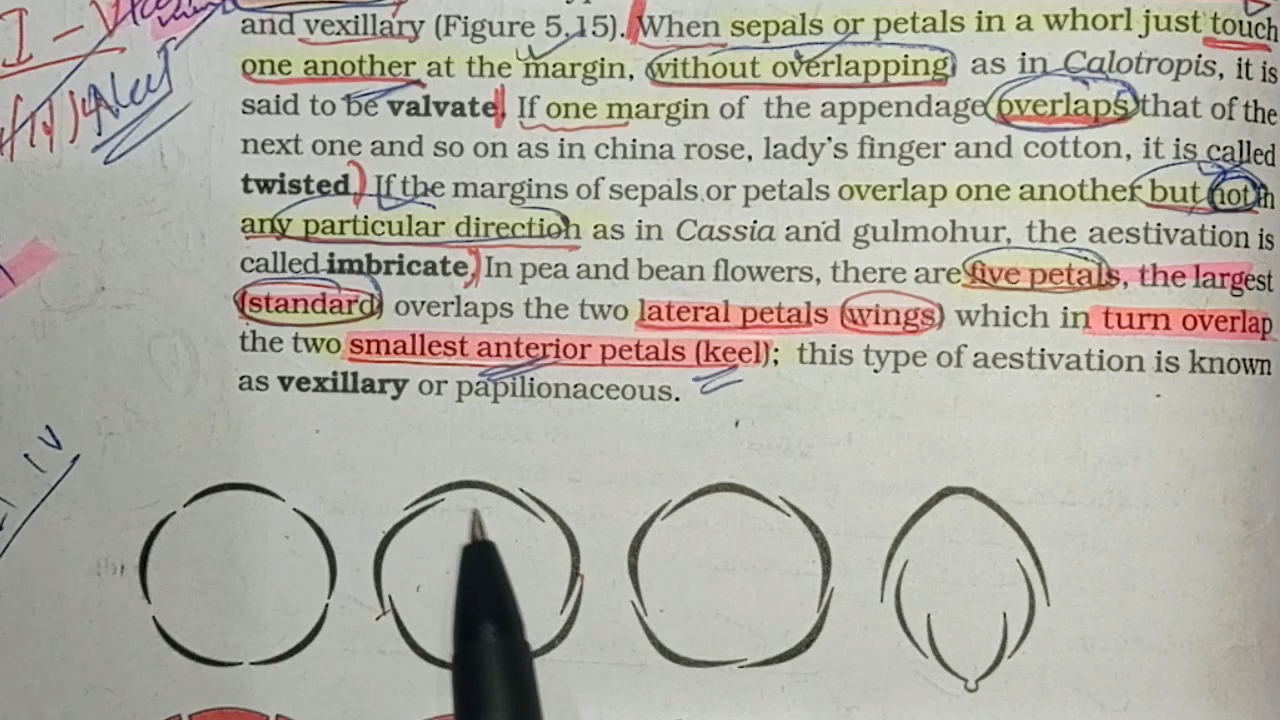 and vexillary (Figure 5.15). When sepals or petals in a whorl just touch
one another at the margin, without overlapping as in Calotropis, it is
said to be valvate. If one margin of the appendage overlaps that of the
next one and so on as in china rose, lady's finger and cotton, it is called
twisted. If the margins of sepals or petals overlap one another but not in
any particular direction as in Cassia and gulmohur, the aestivation is
called imbricate. In pea and bean flowers, there are five petals, the largest
(standard) overlaps the two lateral petals (wings) which in turn overlap
the two smallest anterior petals (keel); this type of aestivation is known
as vexillary or papilionaceous.
IV